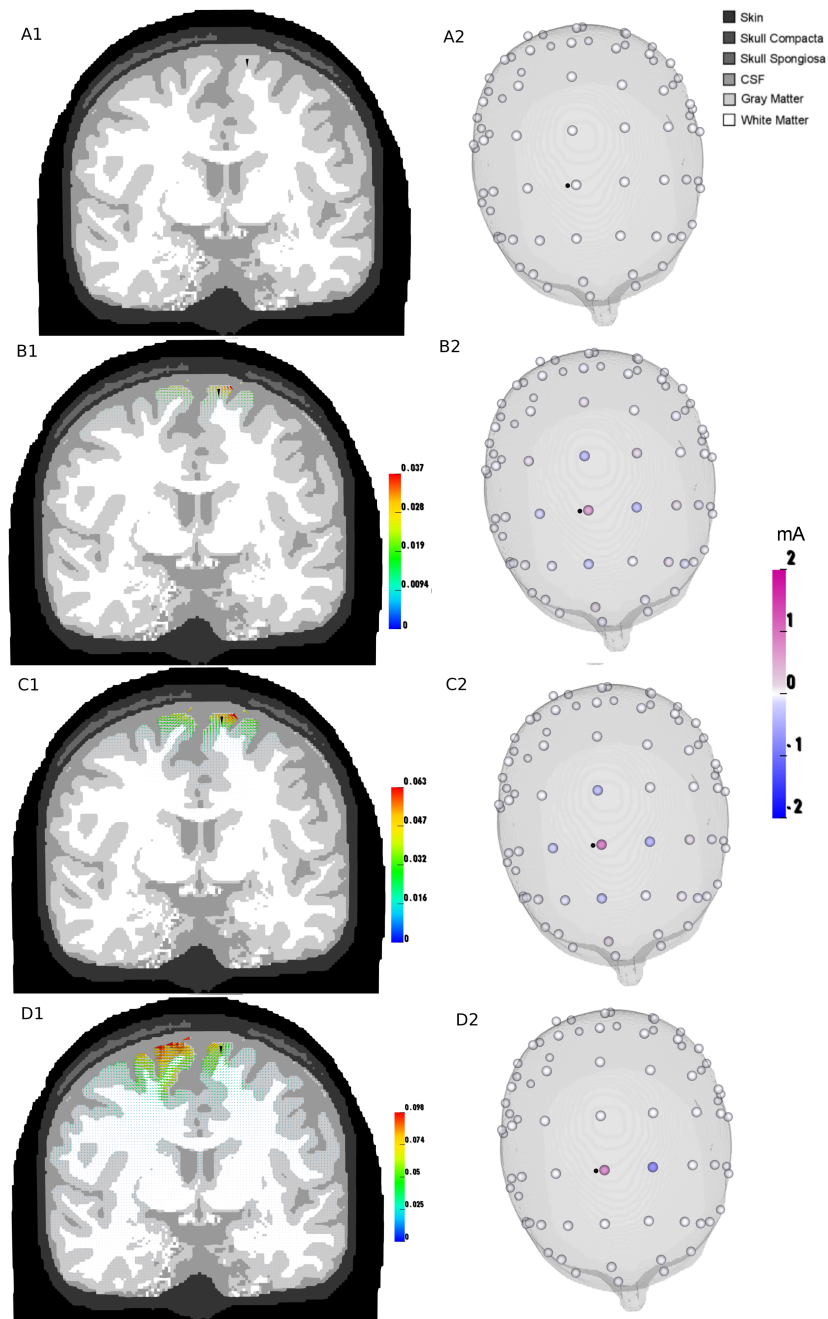 A1
A2
Skin
Skull Compacta
Skull Spongiosa
CSF
Gray Matter
White Matter
B1
B2
0.037
0.028
0.019
0.0094
0
mA
2
1
0
-1
-2
C1
C2
0.063
0.047
0.032
0.016
0
D1
D2
0.098
0.074
0.05
0.025
0